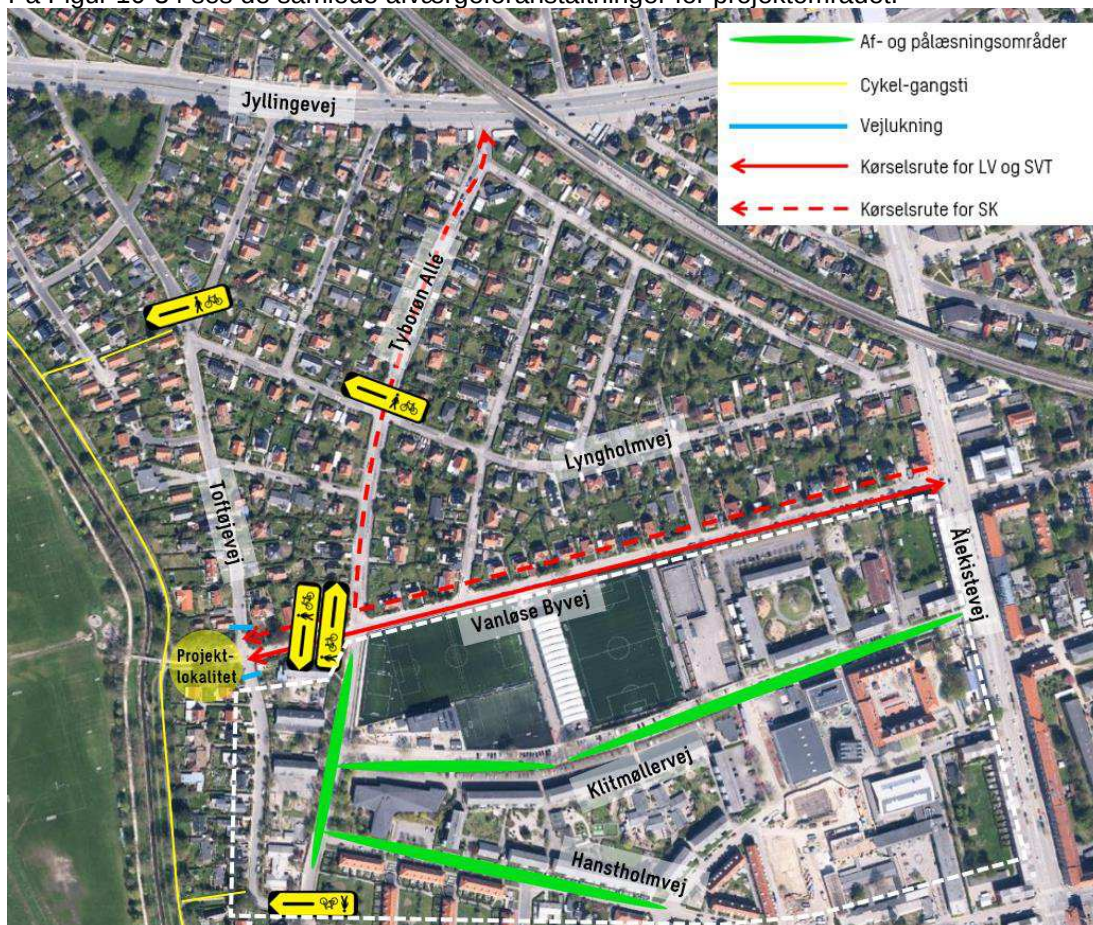 På Figur 10-34 ses de samlede afværgeforanstaltninger for projektområdet.
Af- og pålæsningsområder
Cykel-gangsti
Vejlukning
Kørselsrute for LV og SVT
Kørselsrute for SK
Jyllingevej
Tyborøn Allé
Lyngholmvej
Toftøjevej
Ålekistevej
Vanløse Byvej
Projekt-
lokalitet
Klitmøllervej
Hanstholmvej